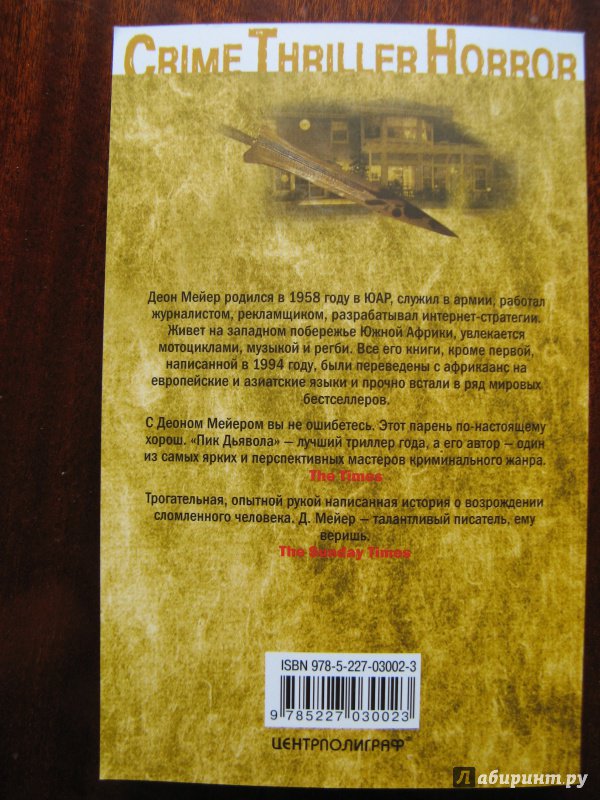 CRIME THRILLER HORROR
Деон Мейер родился в 1958 году в ЮАР, служил в армии, работал
журналистом, рекламщиком, разрабатывал интернет-стратегии.
Живет на западном побережье Южной Африки, увлекается
мотоциклами, музыкой и регби. Все его книги, кроме первой,
написанной в 1994 году, были переведены с африкаанс на
европейские и азиатские языки и прочно встали в ряд мировых
бестселлеров.
С Деоном Мейером вы не ошибетесь. Этот парень по-настоящему
хорош. «Пик Дьявола» — лучший триллер года, а его автор — один
из самых ярких и перспективных мастеров криминального жанра.
The Times
Трогательная, опытной рукой написанная история о возрождении
сломленного человека. Д. Мейер — талантливый писатель, ему
веришь.
The Sunday Times
ISBN 978-5-227-03002-3
9 785227 030023
ЦЕНТРПОЛИГРАФ
Лабиринт.ру